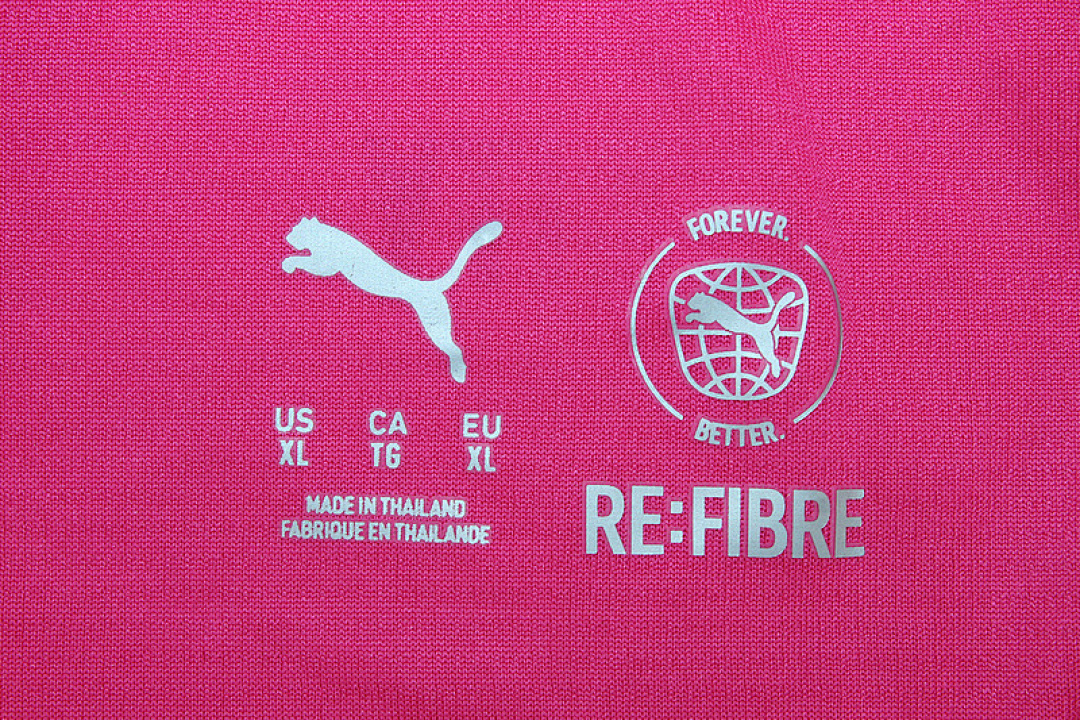 US CA EU
XL TG XL
MADE IN THAILAND
FABRIQUE EN THAILANDE
FOREVER.
BETTER.
RE:FIBRE